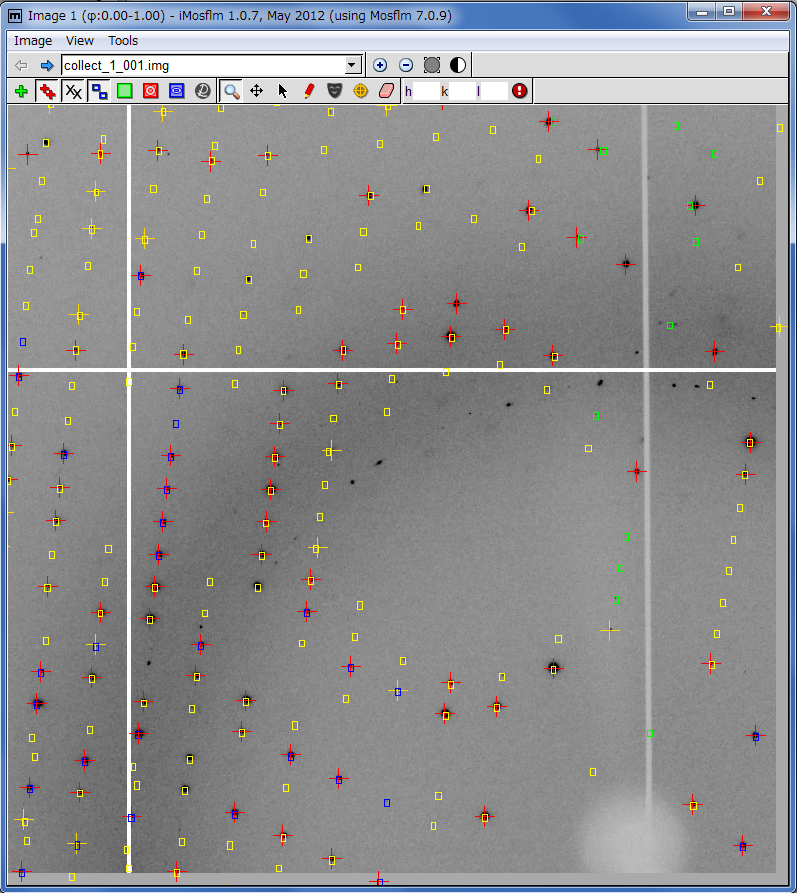 Image 1 (φ:0.00-1.00) - iMosflm 1.0.7, May 2012 (using Mosflm 7.0.9)
Image View Tools
collect_1_001.img
h k l